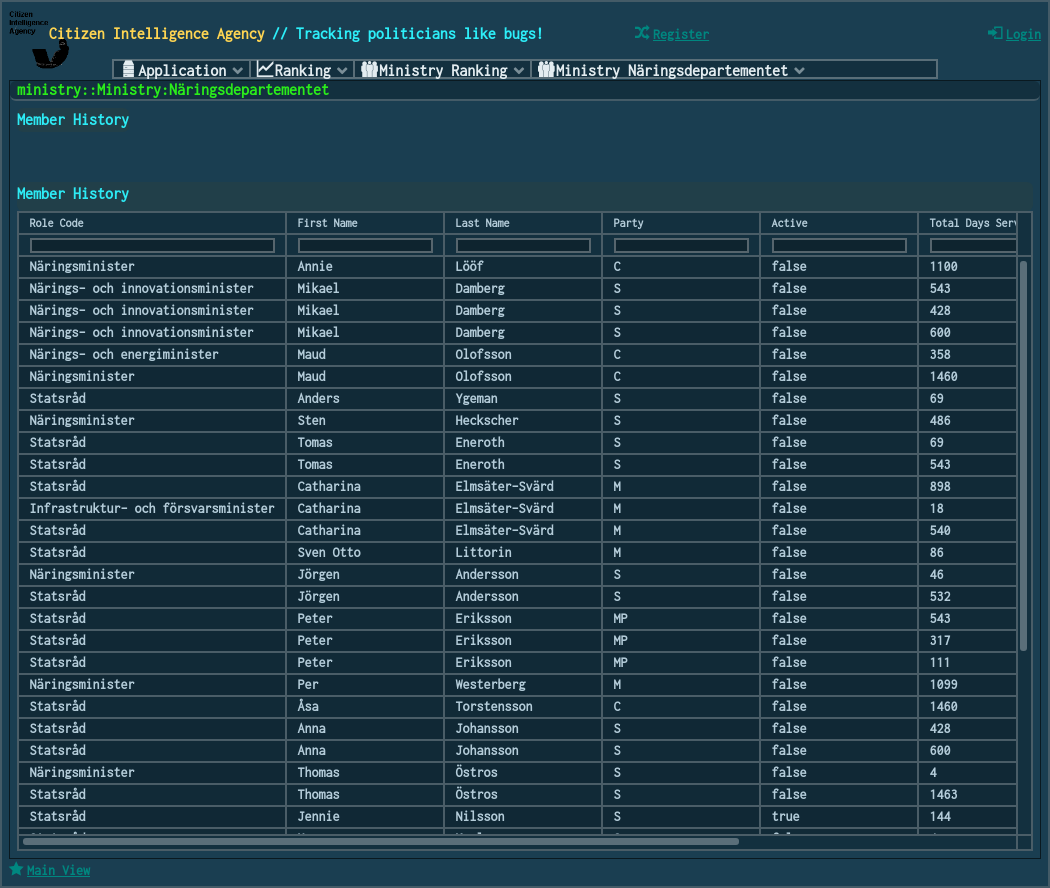 Citizen
Intelligence
Agency
Citizen Intelligence Agency // Tracking politicians like bugs!
Register
Login
Application Ranking Ministry Ranking Ministry Näringsdepartementet
ministry::Ministry:Näringsdepartementet
Member History
Member History
Role Code First Name Last Name Party Active Total Days Serv
Näringsminister Annie Lööf C false 1100
Närings- och innovationsminister Mikael Damberg S false 543
Närings- och innovationsminister Mikael Damberg S false 428
Närings- och innovationsminister Mikael Damberg S false 600
Närings- och energiminister Maud Olofsson C false 358
Näringsminister Maud Olofsson C false 1460
Statsråd Anders Ygeman S false 69
Näringsminister Sten Heckscher S false 486
Statsråd Tomas Eneroth S false 69
Statsråd Tomas Eneroth S false 543
Statsråd Catharina Elmsäter-Svärd M false 898
Infrastruktur- och försvarsminister Catharina Elmsäter-Svärd M false 18
Statsråd Catharina Elmsäter-Svärd M false 540
Statsråd Sven Otto Littorin M false 86
Näringsminister Jörgen Andersson S false 46
Statsråd Jörgen Andersson S false 532
Statsråd Peter Eriksson MP false 543
Statsråd Peter Eriksson MP false 317
Statsråd Peter Eriksson MP false 111
Näringsminister Per Westerberg M false 1099
Statsråd Åsa Torstensson C false 1460
Statsråd Anna Johansson S false 428
Statsråd Anna Johansson S false 600
Näringsminister Thomas Östros S false 4
Statsråd Thomas Östros S false 1463
Statsråd Jennie Nilsson S true 144
Main View